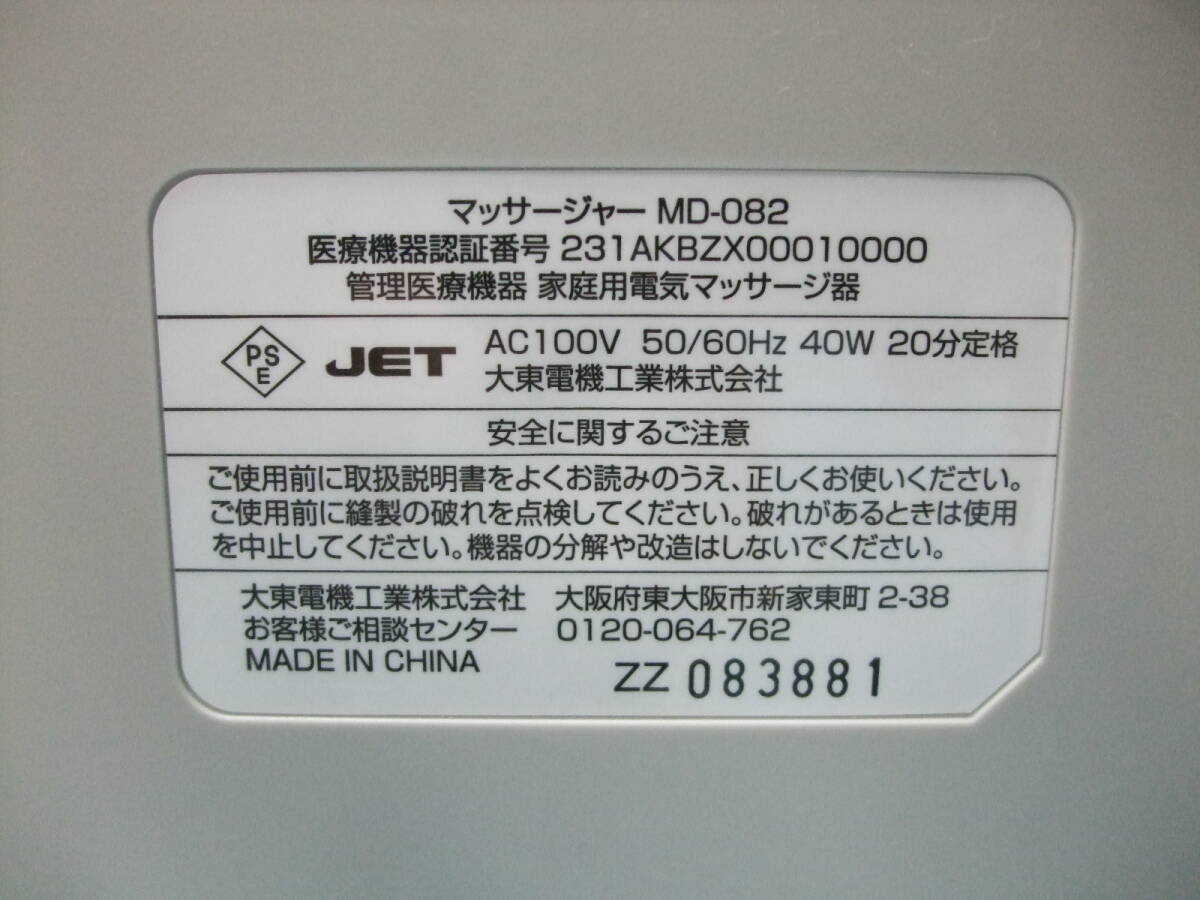 マッサージャー MD-082
医療機器認証番号 231AKBZX00010000
管理医療機器 家庭用電気マッサージ器
PS
E
JET
AC100V 50/60Hz 40W 20分定格
大東電機工業株式会社
安全に関するご注意
ご使用前に取扱説明書をよくお読みのうえ、正しくお使いください。
ご使用前に縫製の破れを点検してください。破れがあるときは使用
を中止してください。機器の分解や改造はしないでください。
大東電機工業株式会社 大阪府東大阪市新家東町 2-38
お客様ご相談センター 0120-064-762
MADE IN CHINA
ZZ 083881